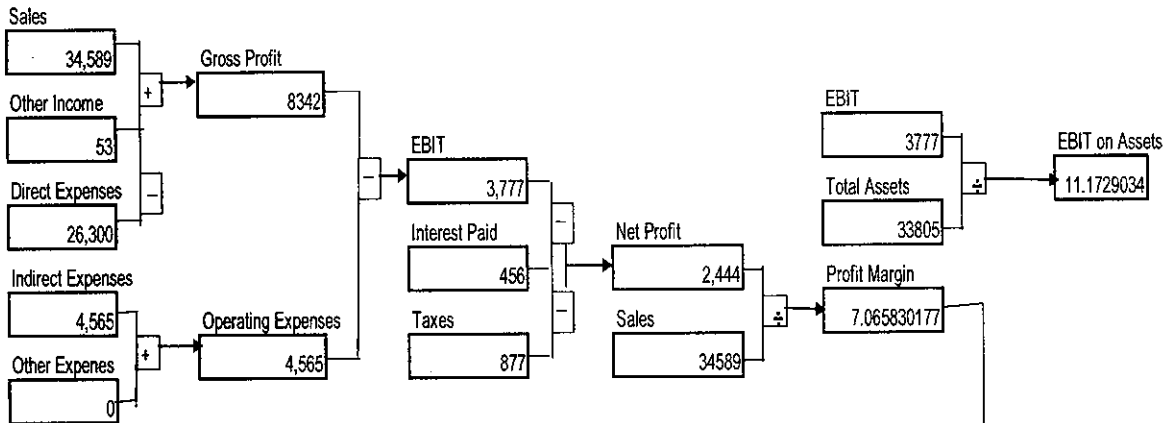 Sales
34,589
+
Other Income
53
−
Direct Expenses
26,300
Gross Profit
8342
Indirect Expenses
4,565
+
Other Expenes
0
Operating Expenses
4,565
−
EBIT
3,777
−
Interest Paid
456
−
Taxes
877
Net Profit
2,444
÷
Sales
34589
EBIT
3777
÷
Total Assets
33805
EBIT on Assets
11.1729034
Profit Margin
7.065830177